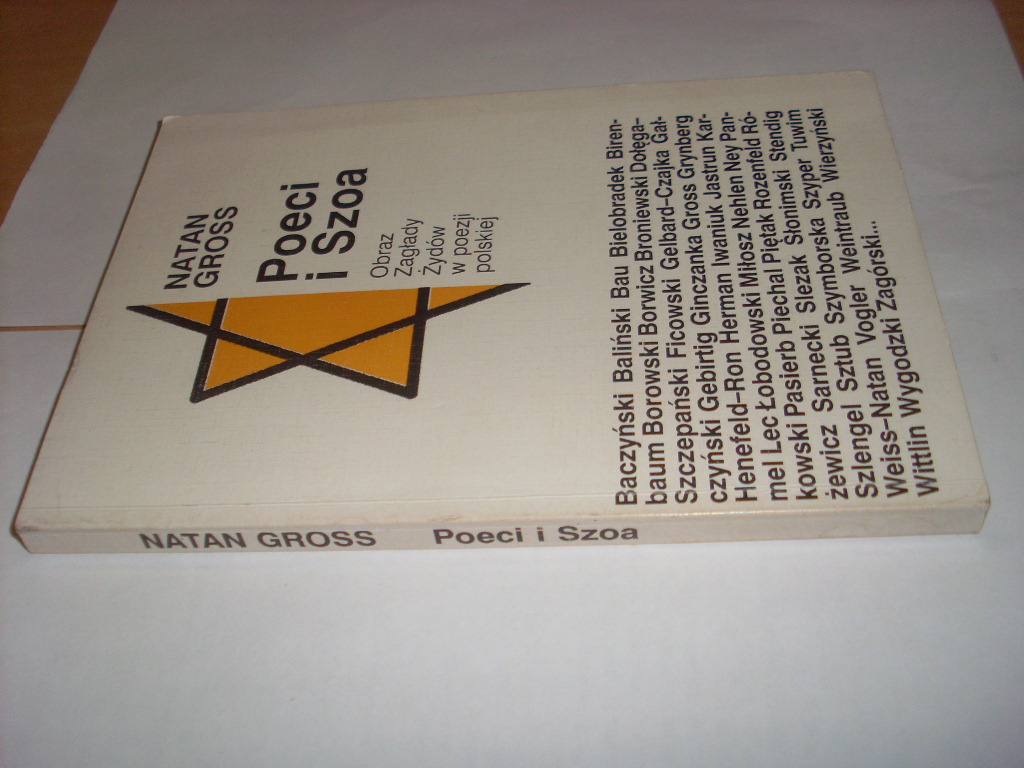 NATAN
GROSS
Poeci
i Szoa
Obraz
Zagłady
Żydów
w poezji
polskiej
Baczyński Baliński Bau Bielobradek Biren-
baum Borowski Borwicz Broniewski Dołęga-
Szczepański Ficowski Gelbard-Czajka Gał-
czyński Gebirtig Ginczanka Gross Grynberg
Henefeld-Ron Herman Iwaniuk Jastrun Kar-
mel Lec Łobodowski Miłosz Nehlen Ney Pan-
kowski Pasierb Piechal Piętak Rozenfeld Ró-
żewicz Sarnecki Slezak Słonimski Stendig
Szlengel Sztub Szymborska Szyper Tuwim
Weiss-Natan Vogler Weintraub Wierzyński
Wittlin Wygodzki Zagórski...
NATAN GROSS Poeci i Szoa